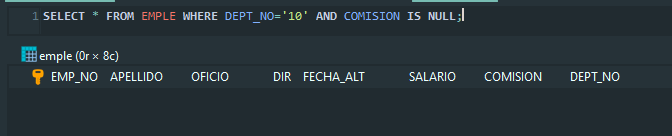 1 SELECT * FROM EMPLE WHERE DEPT_NO='10' AND COMISION IS NULL;
emple (0r × 8c)
EMP_NO APELLIDO OFICIO DIR FECHA_ALT SALARIO COMISION DEPT_NO